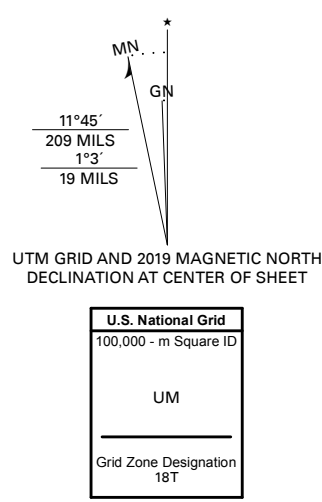 ★
MN
GN
11°45´
209 MILS
1°3´
19 MILS
UTM GRID AND 2019 MAGNETIC NORTH
DECLINATION AT CENTER OF SHEET
U.S. National Grid
100,000 - m Square ID
UM
Grid Zone Designation
18T